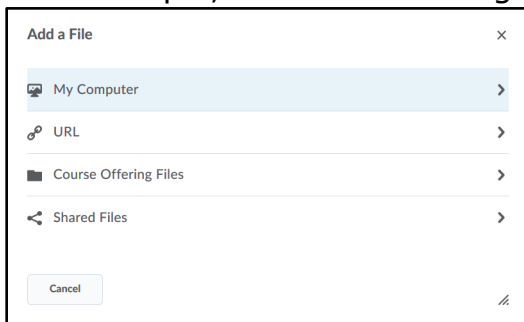 Add a File
My Computer
URL
Course Offering Files
Shared Files
Cancel